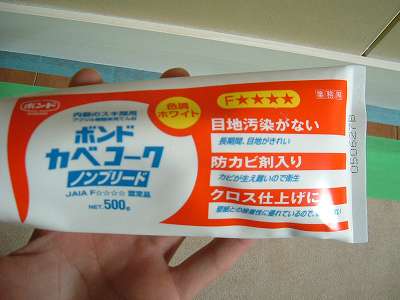 ボンド
色調
ホワイト
F★★★★
業務用
内装のスキ間用
ボンド
カベコーク
ノンブリード
JAIA F☆☆☆☆ 認定品
NET.500g
目地汚染がない
長期間、目地がきれい
防カビ剤入り
カビが生え難いので衛生
クロス仕上げに
050627B